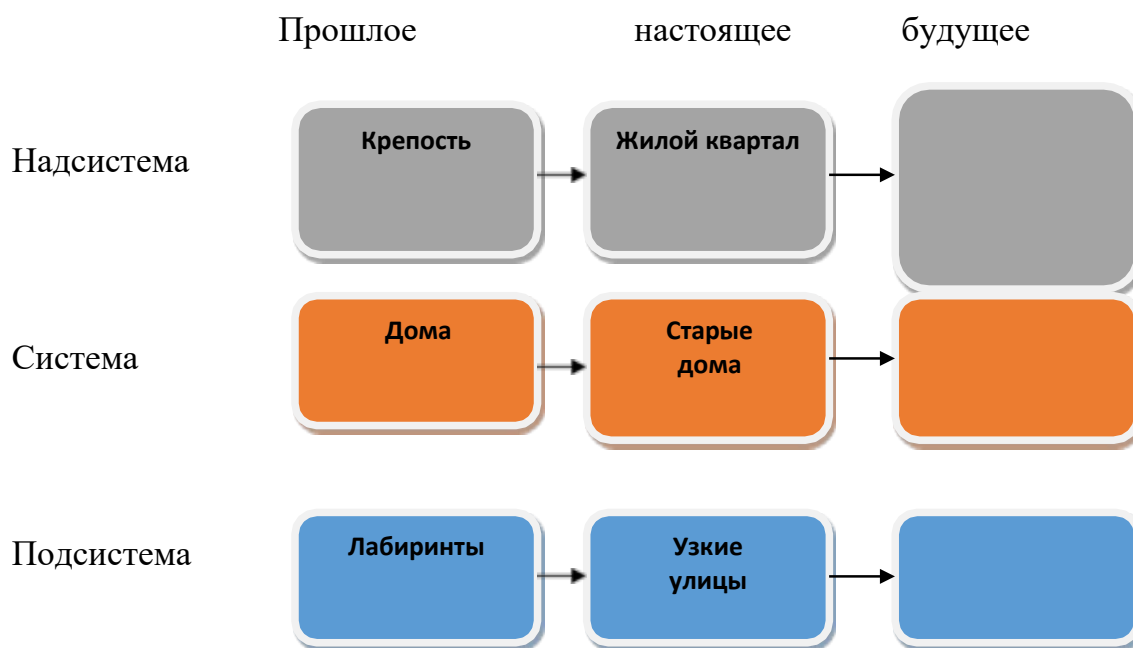 Прошлое настоящее будущее
Надсистема
Крепость
Жилой квартал
Система
Дома
Старые
дома
Подсистема
Лабиринты
Узкие
улицы